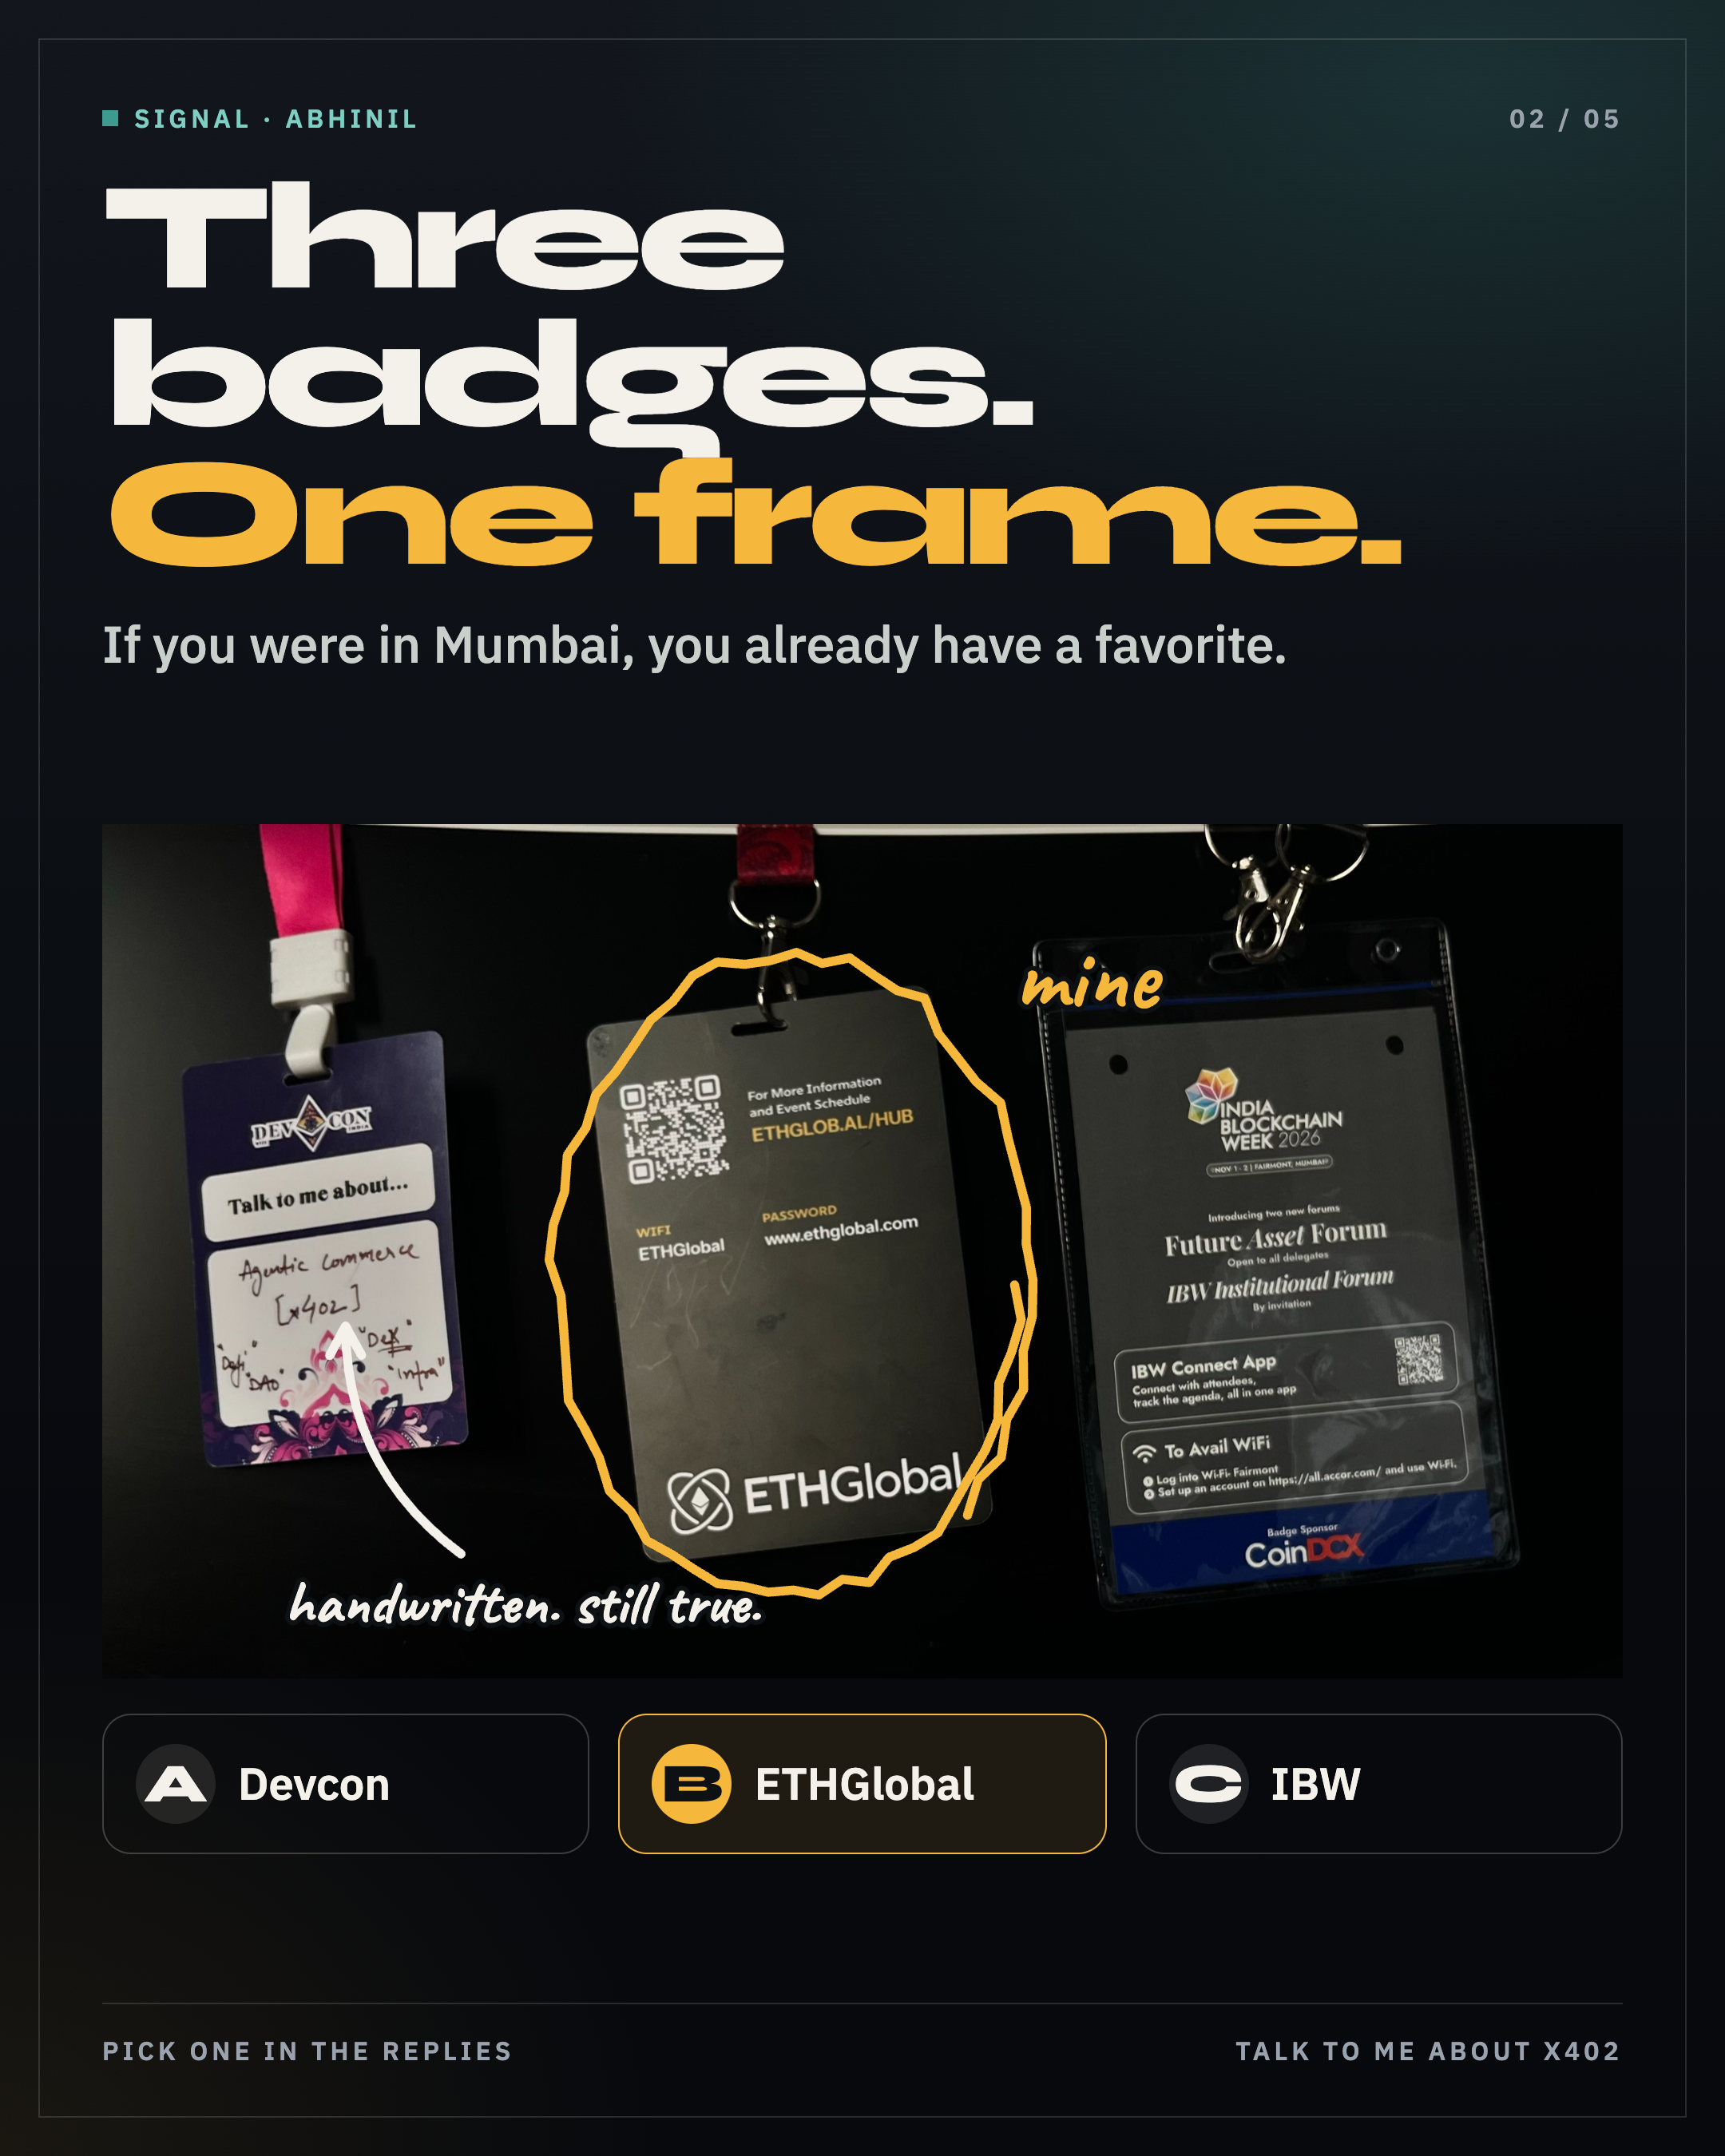 SIGNAL · ABHINIL
02 / 05
Three
badges.
One frame.
If you were in Mumbai, you already have a favorite.
DEVCON
Talk to me about...
Agentic Commerce
[x402]
"Defi"
"DAO"
"Dex"
"infra"
handwritten. still true.
For More Information
and Event Schedule
ETHGLOB.AL/HUB
WIFI
ETHGlobal
PASSWORD
www.ethglobal.com
ETHGlobal
mine
INDIA
BLOCKCHAIN
WEEK 2026
NOV 1 - 2 | FAIRMONT, MUMBAI
Introducing two new forums
Future Asset Forum
Open to all delegates
IBW Institutional Forum
By invitation
IBW Connect App
Connect with attendees,
track the agenda, all in one app
To Avail WiFi
Log into Wi-Fi- Fairmont
Set up an account on https://all.accor.com/ and use Wi-Fi.
Badge Sponsor
CoinDCX
A Devcon
B ETHGlobal
C IBW
PICK ONE IN THE REPLIES
TALK TO ME ABOUT X402